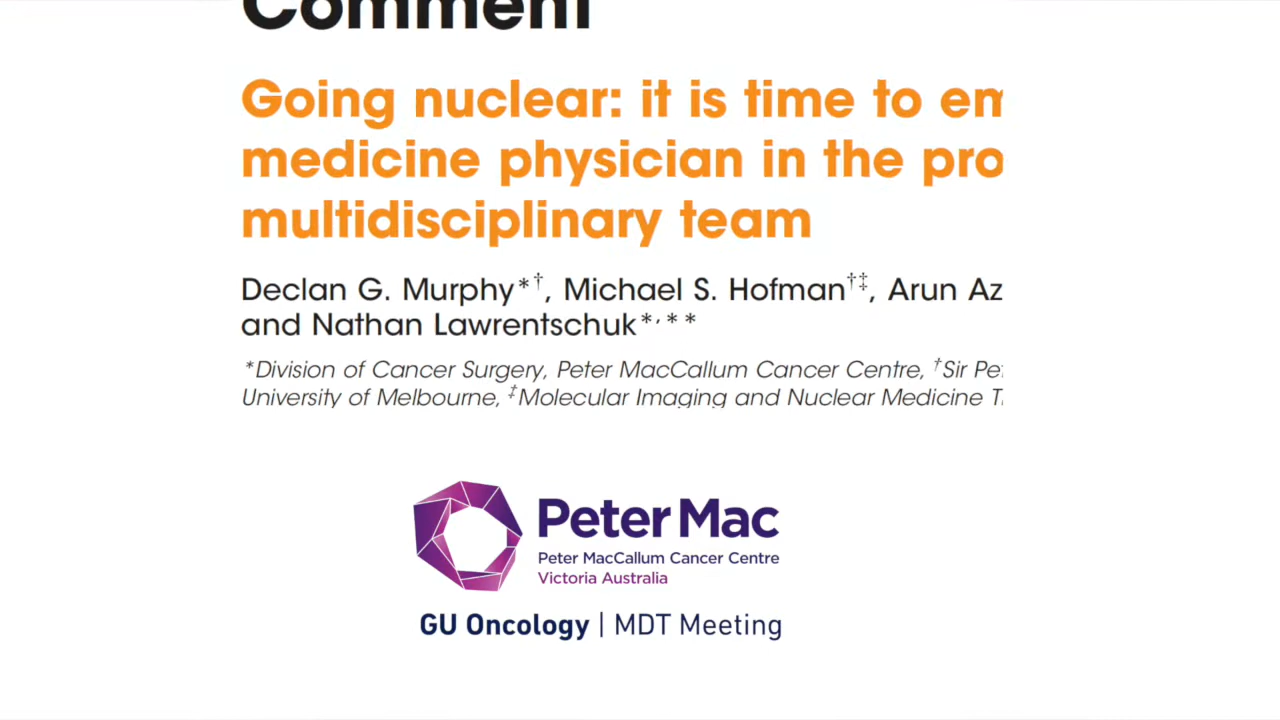 Comment
Going nuclear: it is time to em
medicine physician in the pro
multidisciplinary team
Declan G. Murphy*†, Michael S. Hofman†‡, Arun Az
and Nathan Lawrentschuk*,**
*Division of Cancer Surgery, Peter MacCallum Cancer Centre, †Sir Pet
University of Melbourne, ‡Molecular Imaging and Nuclear Medicine T
Peter Mac
Peter MacCallum Cancer Centre
Victoria Australia
GU Oncology | MDT Meeting